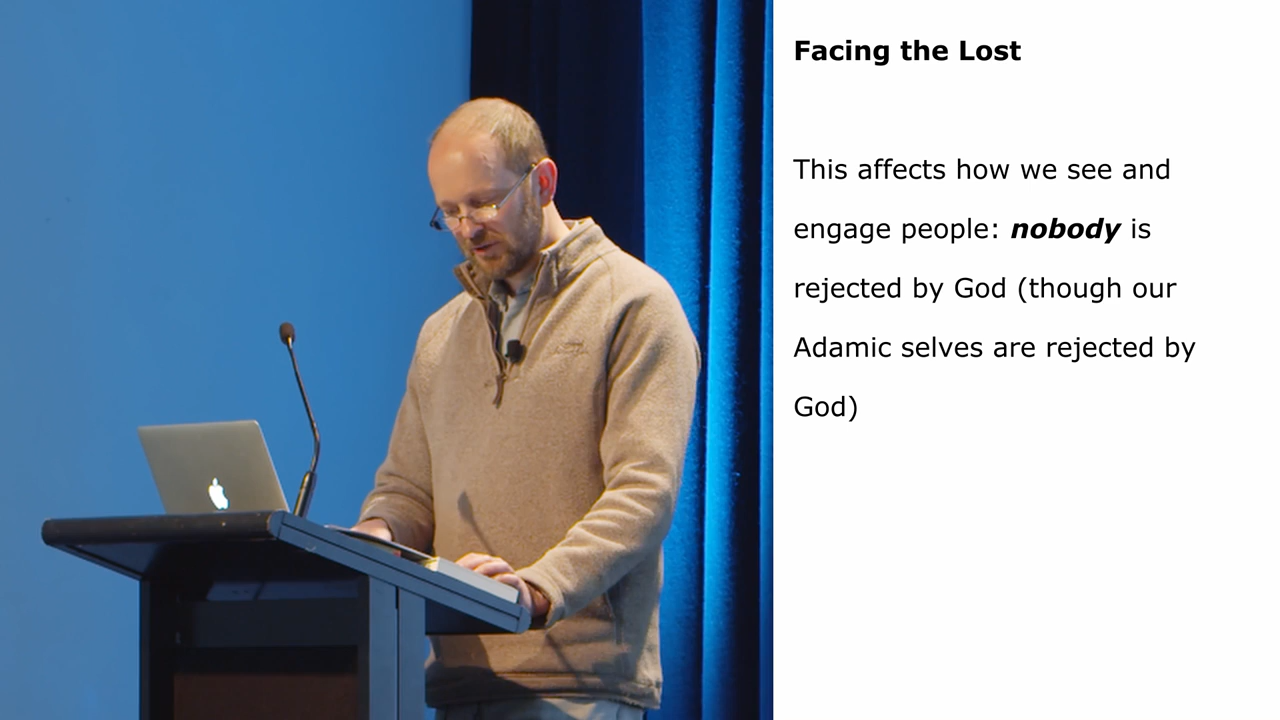 Facing the Lost
This affects how we see and
engage people: nobody is
rejected by God (though our
Adamic selves are rejected by
God)